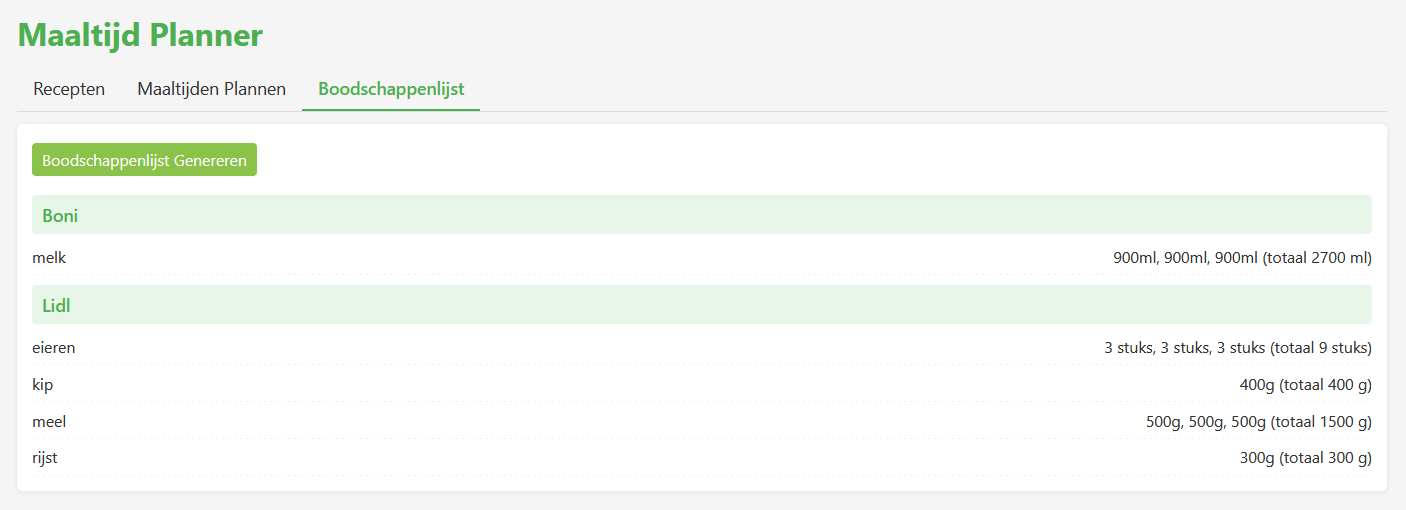 Maaltijd Planner
Recepten Maaltijden Plannen Boodschappenlijst
Boodschappenlijst Genereren
Boni
melk 900ml, 900ml, 900ml (totaal 2700 ml)
Lidl
eieren 3 stuks, 3 stuks, 3 stuks (totaal 9 stuks)
kip 400g (totaal 400 g)
meel 500g, 500g, 500g (totaal 1500 g)
rijst 300g (totaal 300 g)